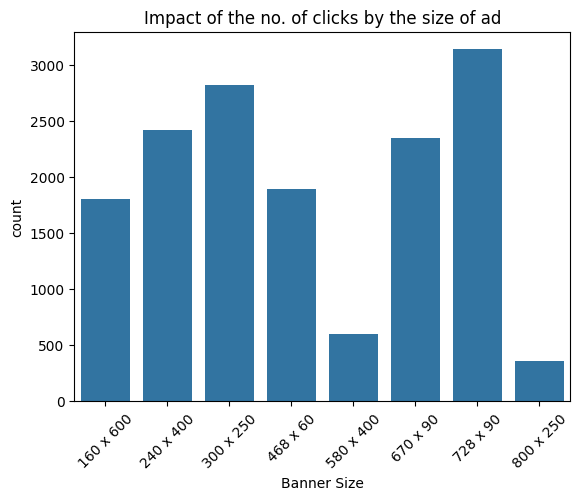 Impact of the no. of clicks by the size of ad
count
3000
2500
2000
1500
1000
500
0
160 x 600
240 x 400
300 x 250
468 x 60
580 x 400
670 x 90
728 x 90
800 x 250
Banner Size